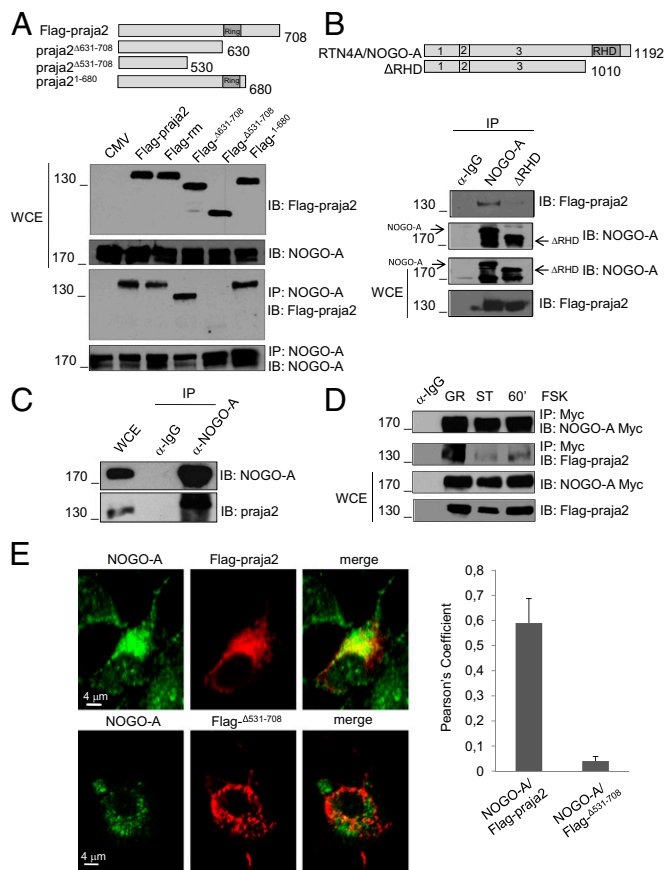 A
Flag-praja2 Ring 708
praja2Δ631-708 630
praja2Δ531-708 530
praja21-680 Ring 680
CMV Flag-praja2 Flag-rm Flag-Δ631-708 Flag-Δ531-708 Flag-1-680
WCE
130 IB: Flag-praja2
170 IB: NOGO-A
130 IP: NOGO-A
IB: Flag-praja2
170 IP: NOGO-A
IB: NOGO-A
B
RTN4A/NOGO-A 1 2 3 RHD 1192
ΔRHD 1 2 3 1010
IP
α-IgG NOGO-A ΔRHD
130 IB: Flag-praja2
NOGO-A
170 ΔRHD IB: NOGO-A
NOGO-A
170 ΔRHD IB: NOGO-A
WCE
130 IB: Flag-praja2
C
IP
WCE α-IgG α-NOGO-A
170 IB: NOGO-A
130 IB: praja2
D
α-IgG GR ST 60' FSK
170 IP: Myc
IB: NOGO-A Myc
130 IP: Myc
IB: Flag-praja2
WCE
170 IB: NOGO-A Myc
130 IB: Flag-praja2
E
NOGO-A Flag-praja2 merge
4 μm
NOGO-A Flag-Δ531-708 merge
4 μm
Pearson's Coefficient
0,8
0,7
0,6
0,5
0,4
0,3
0,2
0,1
0
NOGO-A/
Flag-praja2
NOGO-A/
Flag-Δ531-708